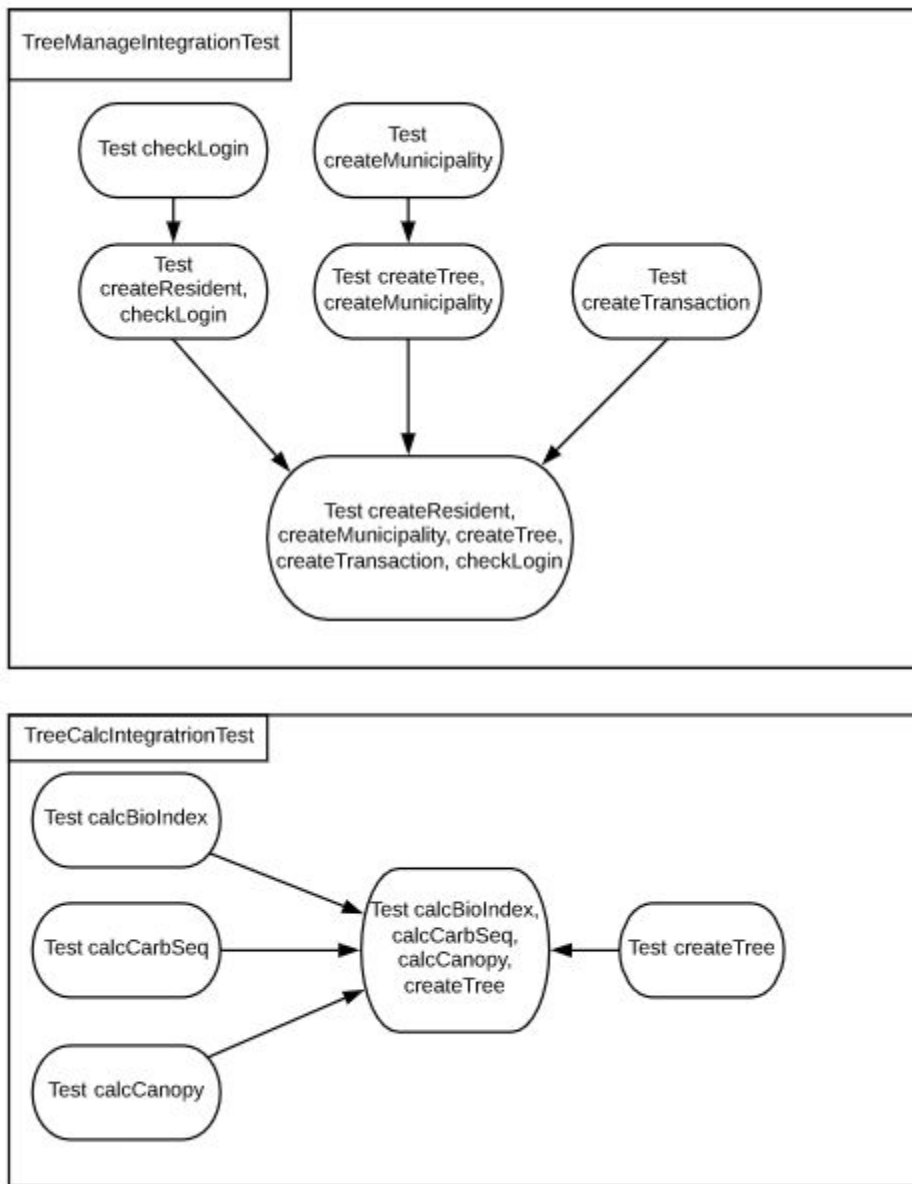 TreeManageIntegrationTest
Test checkLogin
Test
createMunicipality
Test
createResident,
checkLogin
Test createTree,
createMunicipality
Test
createTransaction
Test createResident,
createMunicipality, createTree,
createTransaction, checkLogin
TreeCalcIntegratrionTest
Test calcBioIndex
Test calcCarbSeq
Test calcCanopy
Test calcBioIndex,
calcCarbSeq,
calcCanopy,
createTree
Test createTree